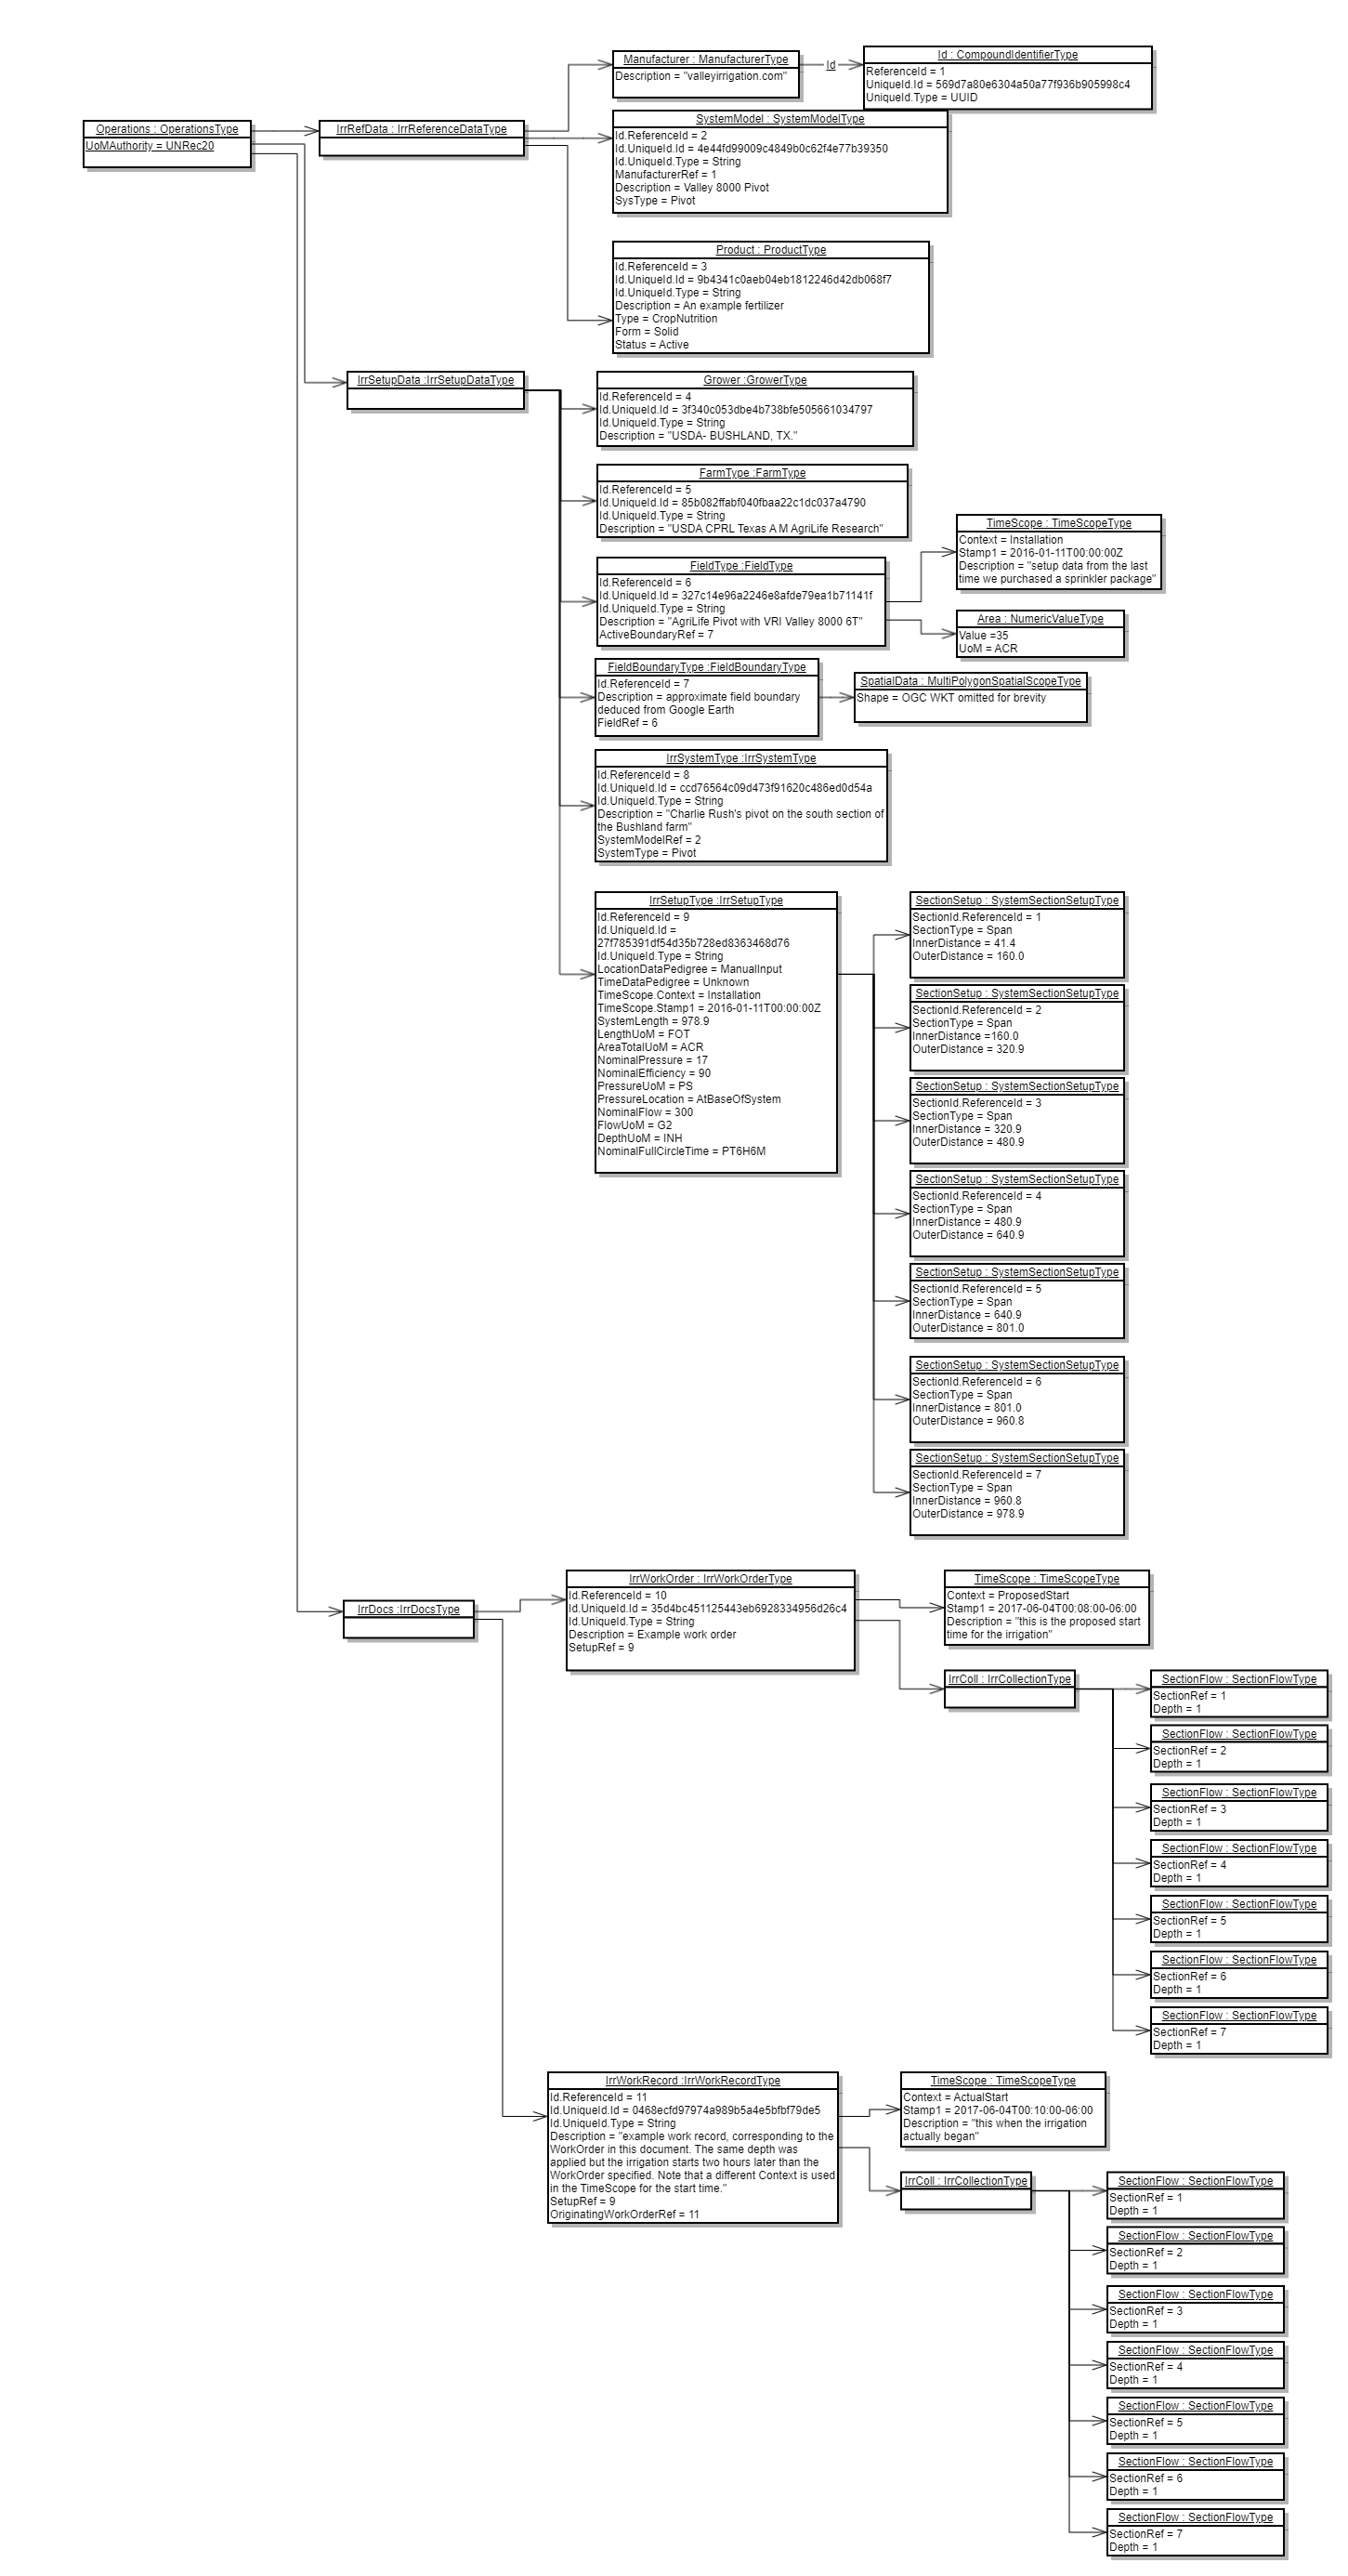 Manufacturer : ManufacturerType
Description = "valleyirrigation.com"
Id
Id : CompoundIdentifierType
ReferenceId = 1
UniqueId.Id = 569d7a80e6304a50a77f936b905998c4
UniqueId.Type = UUID
Operations : OperationsType
UoMAuthority = UNRec20
IrrRefData : IrrReferenceDataType
SystemModel : SystemModelType
Id.ReferenceId = 2
Id.UniqueId.Id = 4e44fd99009c4849b0c62f4e77b39350
Id.UniqueId.Type = String
ManufacturerRef = 1
Description = Valley 8000 Pivot
SysType = Pivot
Product : ProductType
Id.ReferenceId = 3
Id.UniqueId.Id = 9b4341c0aeb04eb1812246d42db068f7
Id.UniqueId.Type = String
Description = An example fertilizer
Type = CropNutrition
Form = Solid
Status = Active
IrrSetupData :IrrSetupDataType
Grower :GrowerType
Id.ReferenceId = 4
Id.UniqueId.Id = 3f340c053dbe4b738bfe505661034797
Id.UniqueId.Type = String
Description = "USDA- BUSHLAND, TX."
FarmType :FarmType
Id.ReferenceId = 5
Id.UniqueId.Id = 85b082ffabf040fbaa22c1dc037a4790
Id.UniqueId.Type = String
Description = "USDA CPRL Texas A M AgriLife Research"
FieldType :FieldType
Id.ReferenceId = 6
Id.UniqueId.Id = 327c14e96a2246e8afde79ea1b71141f
Id.UniqueId.Type = String
Description = "AgriLife Pivot with VRI Valley 8000 6T"
ActiveBoundaryRef = 7
TimeScope : TimeScopeType
Context = Installation
Stamp1 = 2016-01-11T00:00:00Z
Description = "setup data from the last
time we purchased a sprinkler package"
Area : NumericValueType
Value =35
UoM = ACR
FieldBoundaryType :FieldBoundaryType
Id.ReferenceId = 7
Description = approximate field boundary
deduced from Google Earth
FieldRef = 6
SpatialData : MultiPolygonSpatialScopeType
Shape = OGC WKT omitted for brevity
IrrSystemType :IrrSystemType
Id.ReferenceId = 8
Id.UniqueId.Id = ccd76564c09d473f91620c486ed0d54a
Id.UniqueId.Type = String
Description = "Charlie Rush's pivot on the south section of
the Bushland farm"
SystemModelRef = 2
SystemType = Pivot
IrrSetupType :IrrSetupType
Id.ReferenceId = 9
Id.UniqueId.Id =
27f785391df54d35b728ed8363468d76
Id.UniqueId.Type = String
LocationDataPedigree = ManualInput
TimeDataPedigree = Unknown
TimeScope.Context = Installation
TimeScope.Stamp1 = 2016-01-11T00:00:00Z
SystemLength = 978.9
LengthUoM = FOT
AreaTotalUoM = ACR
NominalPressure = 17
NominalEfficiency = 90
PressureUoM = PS
PressureLocation = AtBaseOfSystem
NominalFlow = 300
FlowUoM = G2
DepthUoM = INH
NominalFullCircleTime = PT6H6M
SectionSetup : SystemSectionSetupType
SectionId.ReferenceId = 1
SectionType = Span
InnerDistance = 41.4
OuterDistance = 160.0
SectionSetup : SystemSectionSetupType
SectionId.ReferenceId = 2
SectionType = Span
InnerDistance =160.0
OuterDistance = 320.9
SectionSetup : SystemSectionSetupType
SectionId.ReferenceId = 3
SectionType = Span
InnerDistance = 320.9
OuterDistance = 480.9
SectionSetup : SystemSectionSetupType
SectionId.ReferenceId = 4
SectionType = Span
InnerDistance = 480.9
OuterDistance = 640.9
SectionSetup : SystemSectionSetupType
SectionId.ReferenceId = 5
SectionType = Span
InnerDistance = 640.9
OuterDistance = 801.0
SectionSetup : SystemSectionSetupType
SectionId.ReferenceId = 6
SectionType = Span
InnerDistance = 801.0
OuterDistance = 960.8
SectionSetup : SystemSectionSetupType
SectionId.ReferenceId = 7
SectionType = Span
InnerDistance = 960.8
OuterDistance = 978.9
IrrDocs :IrrDocsType
IrrWorkOrder : IrrWorkOrderType
Id.ReferenceId = 10
Id.UniqueId.Id = 35d4bc451125443eb6928334956d26c4
Id.UniqueId.Type = String
Description = Example work order
SetupRef = 9
TimeScope : TimeScopeType
Context = ProposedStart
Stamp1 = 2017-06-04T00:08:00-06:00
Description = "this is the proposed start
time for the irrigation"
IrrColl : IrrCollectionType
SectionFlow : SectionFlowType
SectionRef = 1
Depth = 1
SectionFlow : SectionFlowType
SectionRef = 2
Depth = 1
SectionFlow : SectionFlowType
SectionRef = 3
Depth = 1
SectionFlow : SectionFlowType
SectionRef = 4
Depth = 1
SectionFlow : SectionFlowType
SectionRef = 5
Depth = 1
SectionFlow : SectionFlowType
SectionRef = 6
Depth = 1
SectionFlow : SectionFlowType
SectionRef = 7
Depth = 1
IrrWorkRecord :IrrWorkRecordType
Id.ReferenceId = 11
Id.UniqueId.Id = 0468ecfd97974a989b5a4e5bfbf79de5
Id.UniqueId.Type = String
Description = "example work record, corresponding to the
WorkOrder in this document. The same depth was
applied but the irrigation starts two hours later than the
WorkOrder specified. Note that a different Context is used
in the TimeScope for the start time."
SetupRef = 9
OriginatingWorkOrderRef = 11
TimeScope : TimeScopeType
Context = ActualStart
Stamp1 = 2017-06-04T00:10:00-06:00
Description = "this when the irrigation
actually began"
IrrColl : IrrCollectionType
SectionFlow : SectionFlowType
SectionRef = 1
Depth = 1
SectionFlow : SectionFlowType
SectionRef = 2
Depth = 1
SectionFlow : SectionFlowType
SectionRef = 3
Depth = 1
SectionFlow : SectionFlowType
SectionRef = 4
Depth = 1
SectionFlow : SectionFlowType
SectionRef = 5
Depth = 1
SectionFlow : SectionFlowType
SectionRef = 6
Depth = 1
SectionFlow : SectionFlowType
SectionRef = 7
Depth = 1